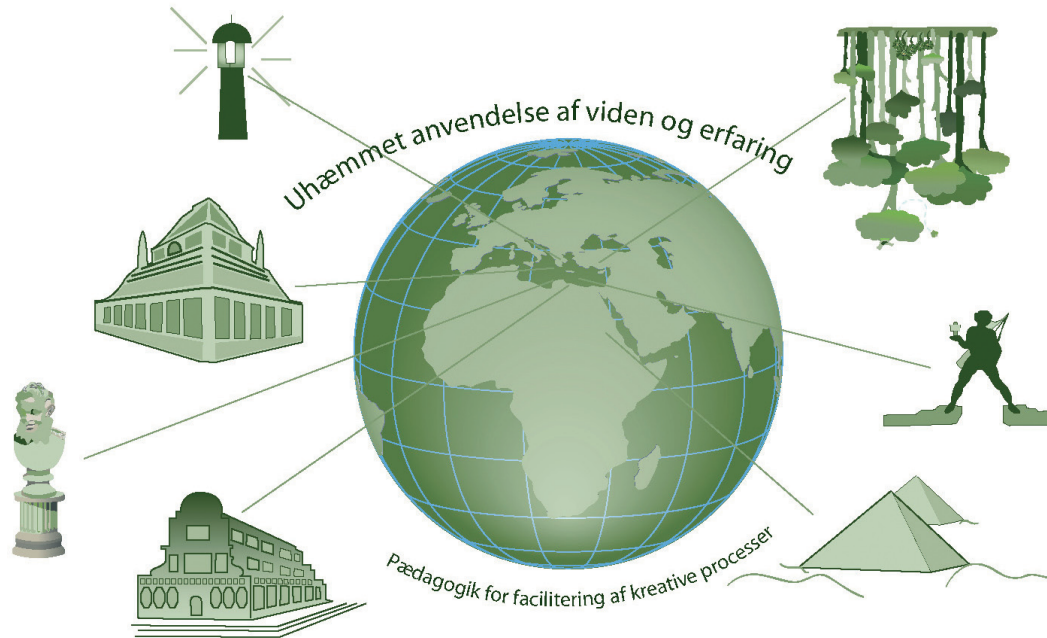 Uhæmmet anvendelse af viden og erfaring
Pædagogik for facilitering af kreative processer